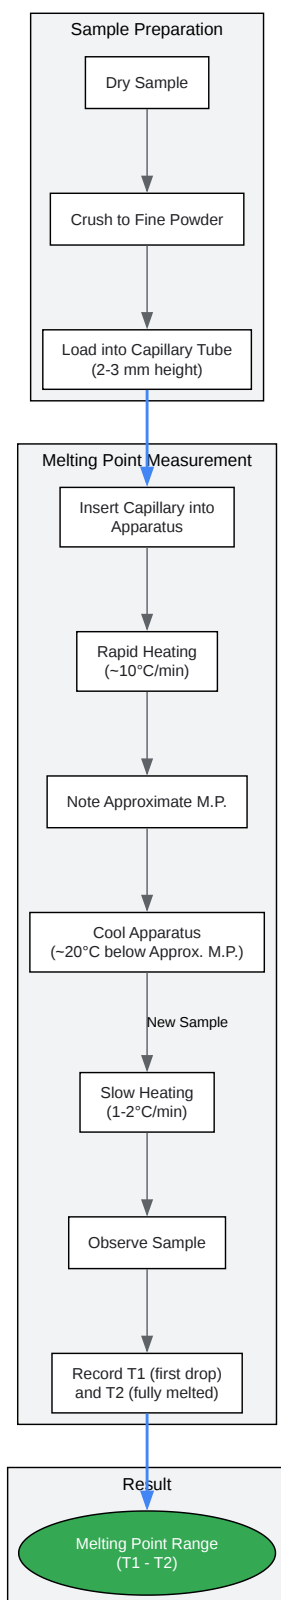 Sample Preparation
Dry Sample
Crush to Fine Powder
Load into Capillary Tube
(2-3 mm height)
Melting Point Measurement
Insert Capillary into
Apparatus
Rapid Heating
(~10°C/min)
Note Approximate M.P.
Cool Apparatus
(~20°C below Approx. M.P.)
New Sample
Slow Heating
(1-2°C/min)
Observe Sample
Record T1 (first drop)
and T2 (fully melted)
Result
Melting Point Range
(T1 - T2)